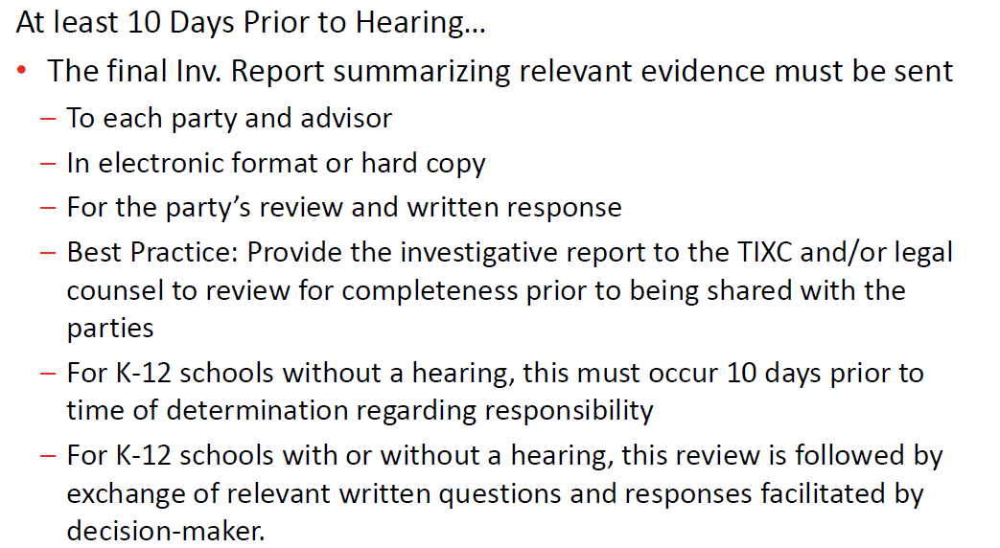 At least 10 Days Prior to Hearing…
• The final Inv. Report summarizing relevant evidence must be sent
– To each party and advisor
– In electronic format or hard copy
– For the party’s review and written response
– Best Practice: Provide the investigative report to the TIXC and/or legal
counsel to review for completeness prior to being shared with the
parties
– For K-12 schools without a hearing, this must occur 10 days prior to
time of determination regarding responsibility
– For K-12 schools with or without a hearing, this review is followed by
exchange of relevant written questions and responses facilitated by
decision-maker.